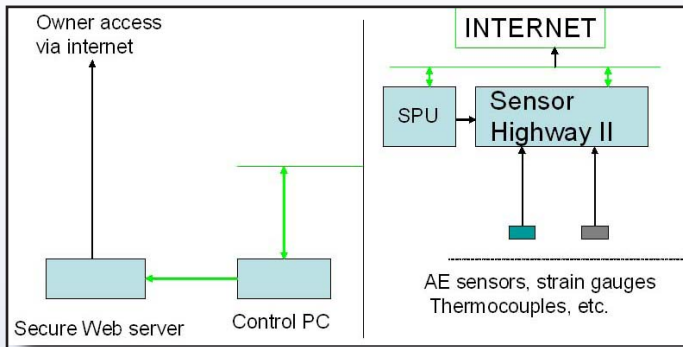 Owner access
via internet
Secure Web server
Control PC
INTERNET
SPU
Sensor
Highway II
AE sensors, strain gauges
Thermocouples, etc.